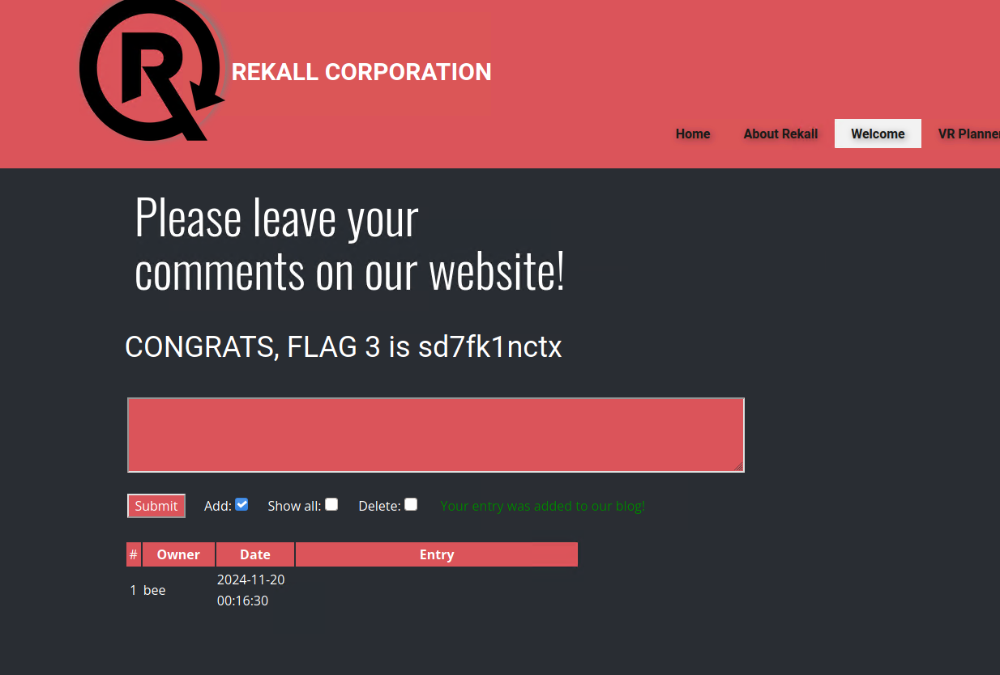 R
REKALL CORPORATION
Home About Rekall Welcome VR Planner
Please leave your
comments on our website!
CONGRATS, FLAG 3 is sd7fk1nctx
Submit Add: Show all: Delete: Your entry was added to our blog!
# Owner Date Entry
1 bee 2024-11-20
00:16:30